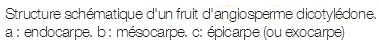 Structure schématique d'un fruit d'angiosperme dicotylédone.
a : endocarpe. b : mésocarpe. c: épicarpe (ou exocarpe)